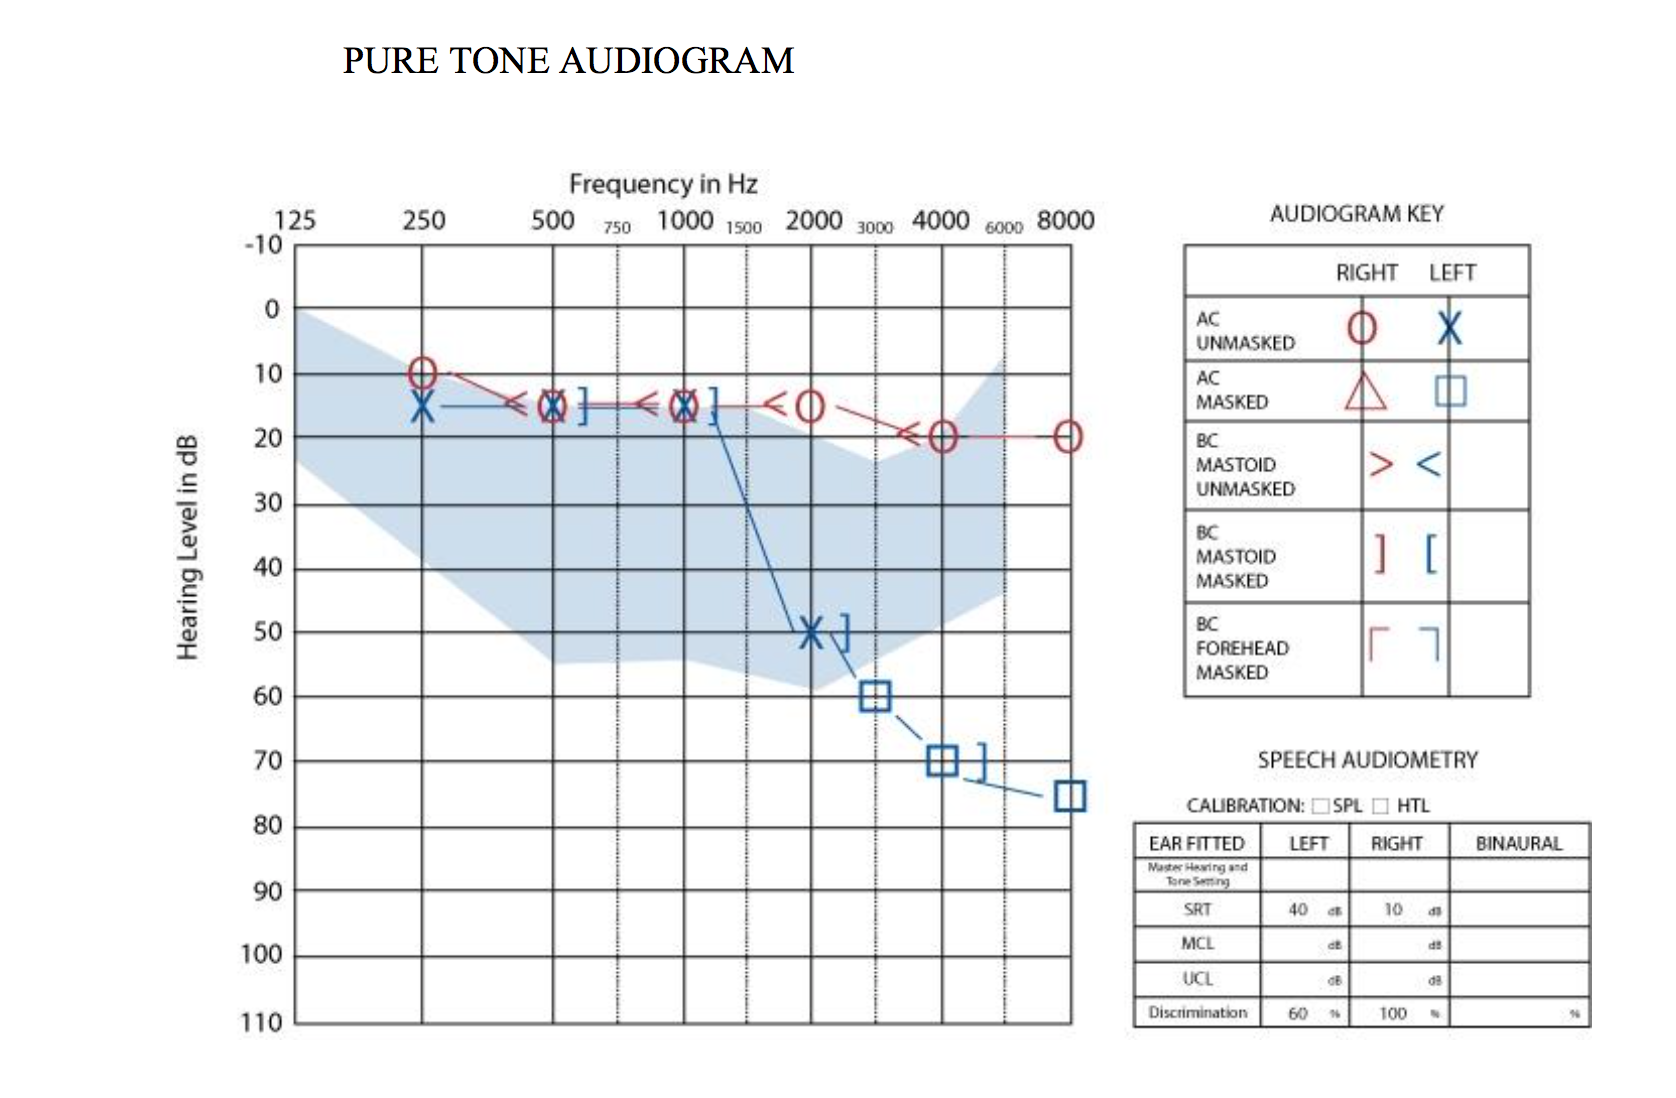 PURE TONE AUDIOGRAM
Frequency in Hz
125 250 500 750 1000 1500 2000 3000 4000 6000 8000
-10
0
10
20
30
40
50
60
70
80
90
100
110
Hearing Level in dB
AUDIOGRAM KEY
RIGHT LEFT
AC
UNMASKED
AC
MASKED
BC
MASTOID
UNMASKED
BC
MASTOID
MASKED
BC
FOREHEAD
MASKED
SPEECH AUDIOMETRY
CALIBRATION: SPL HTL
EAR FITTED LEFT RIGHT BINAURAL
Master Hearing and
Tone Setting
SRT 40 dB 10 dB
MCL dB dB
UCL dB dB
Discrimination 60 % 100 % %